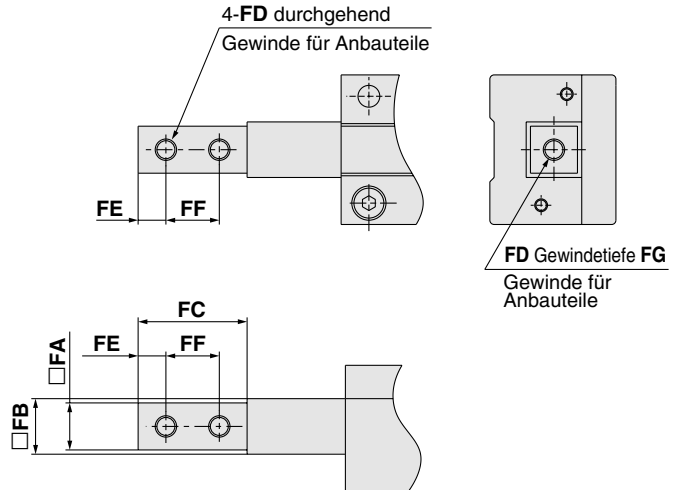 4-FD durchgehend
Gewinde für Anbauteile
FE
FF
FD Gewindetiefe FG
Gewinde für
Anbauteile
FC
FE
FF
□FA
□FB